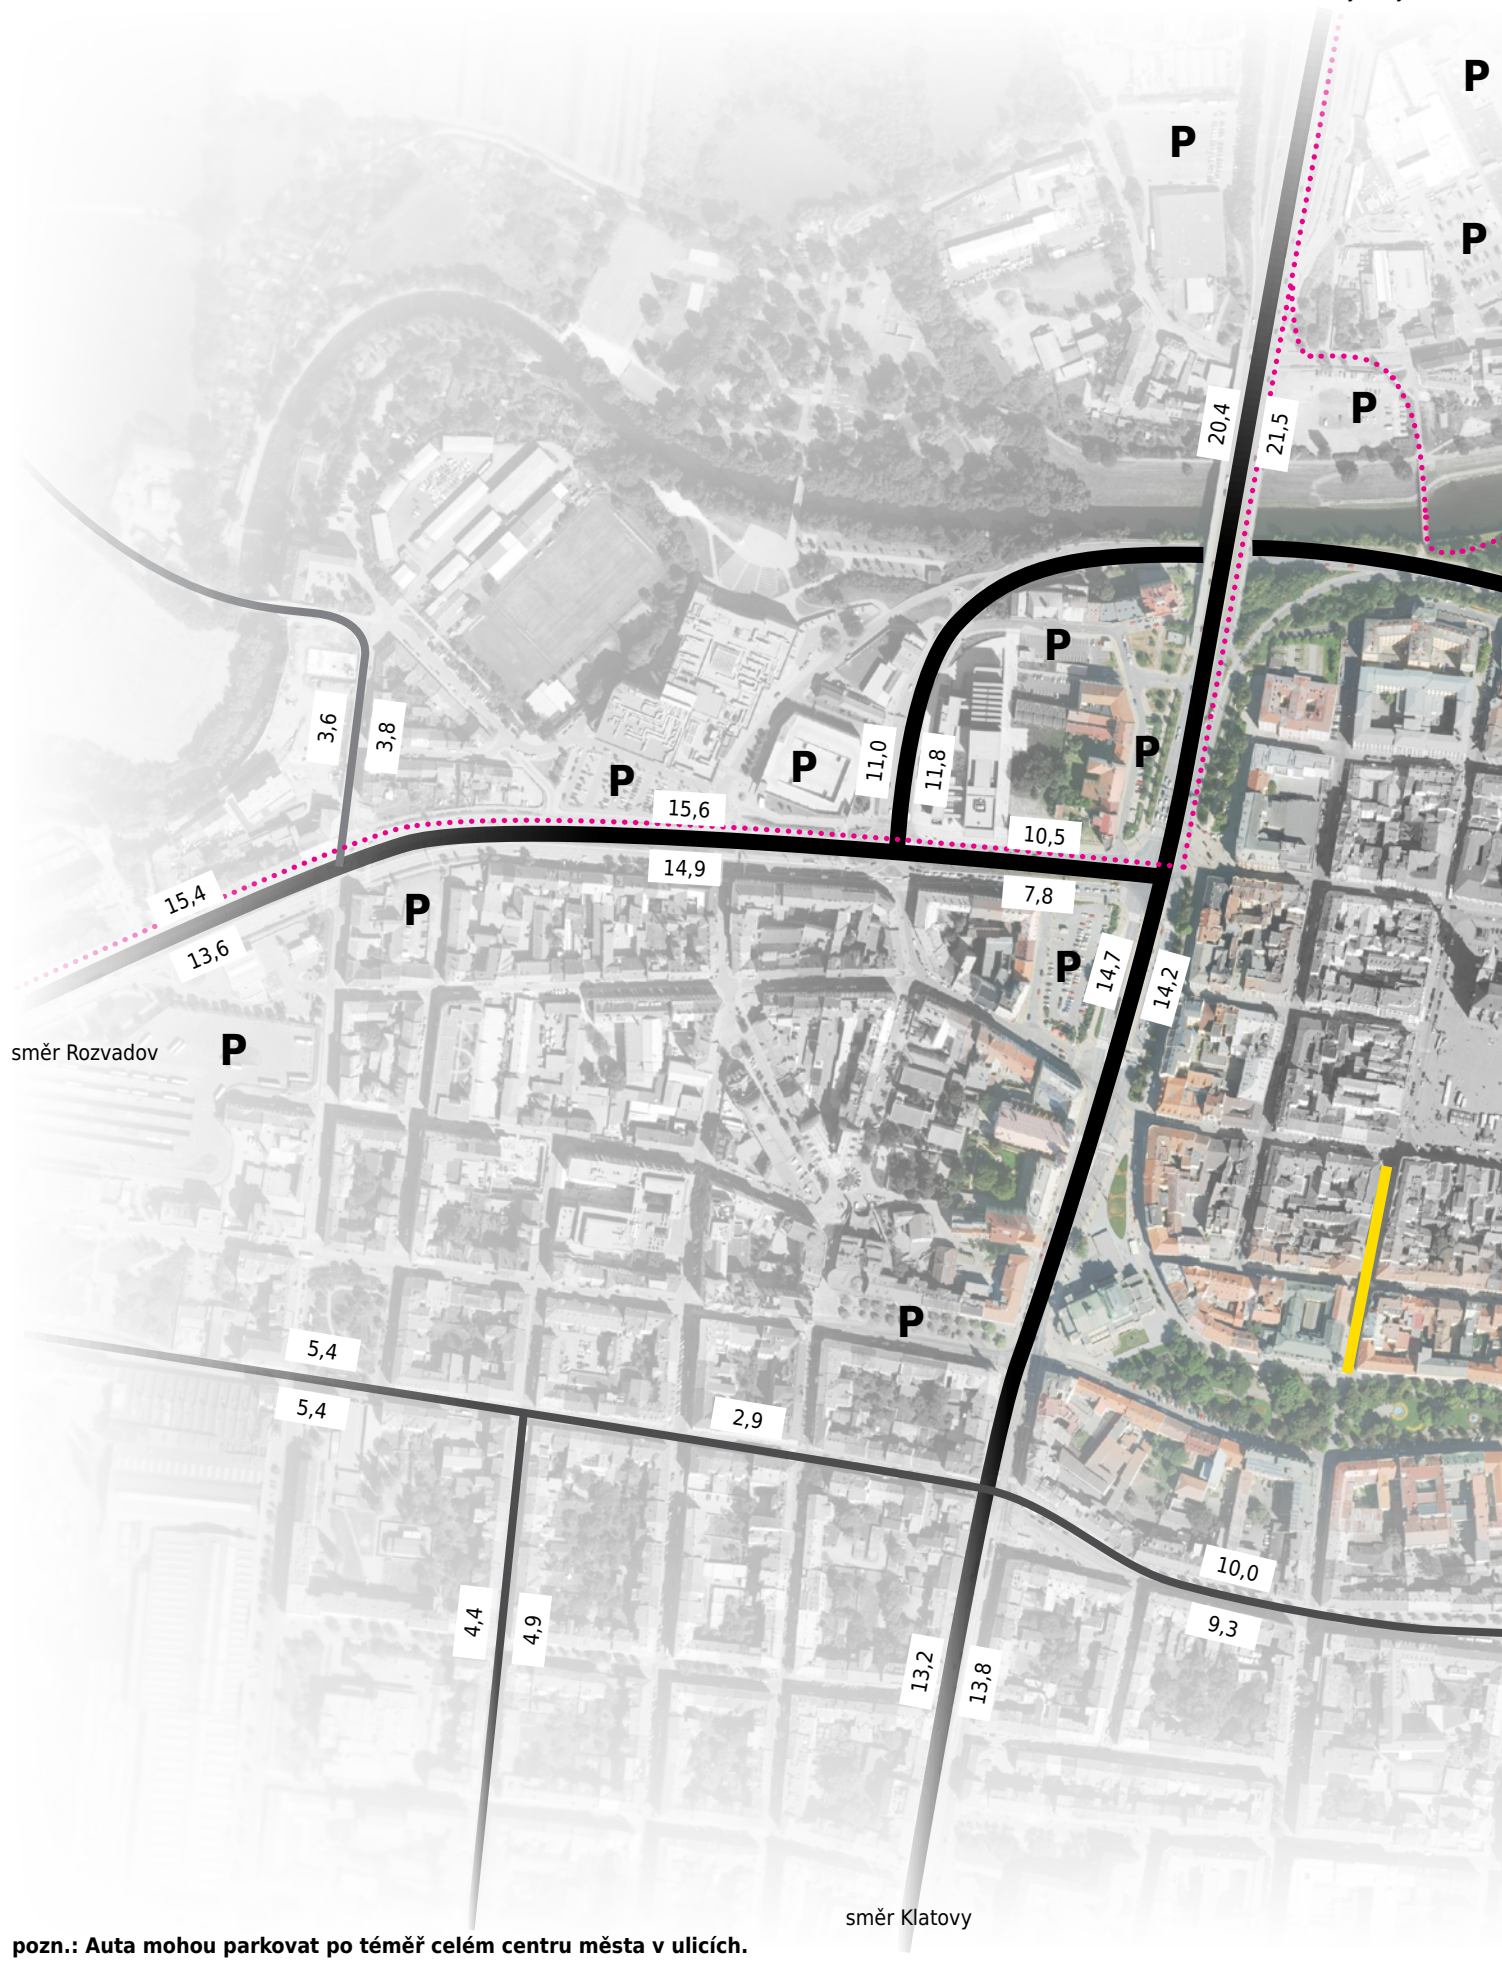 P
P
P
P
20,4
21,5
P
3,6
3,8
P
P
P
11,0
11,8
15,6
10,5
14,9
7,8
15,4
13,6
P
P
14,7
14,2
směr Rozvadov
P
P
5,4
5,4
2,9
10,0
9,3
4,4
4,9
13,2
13,8
směr Klatovy
pozn.: Auta mohou parkovat po téměř celém centru města v ulicích.